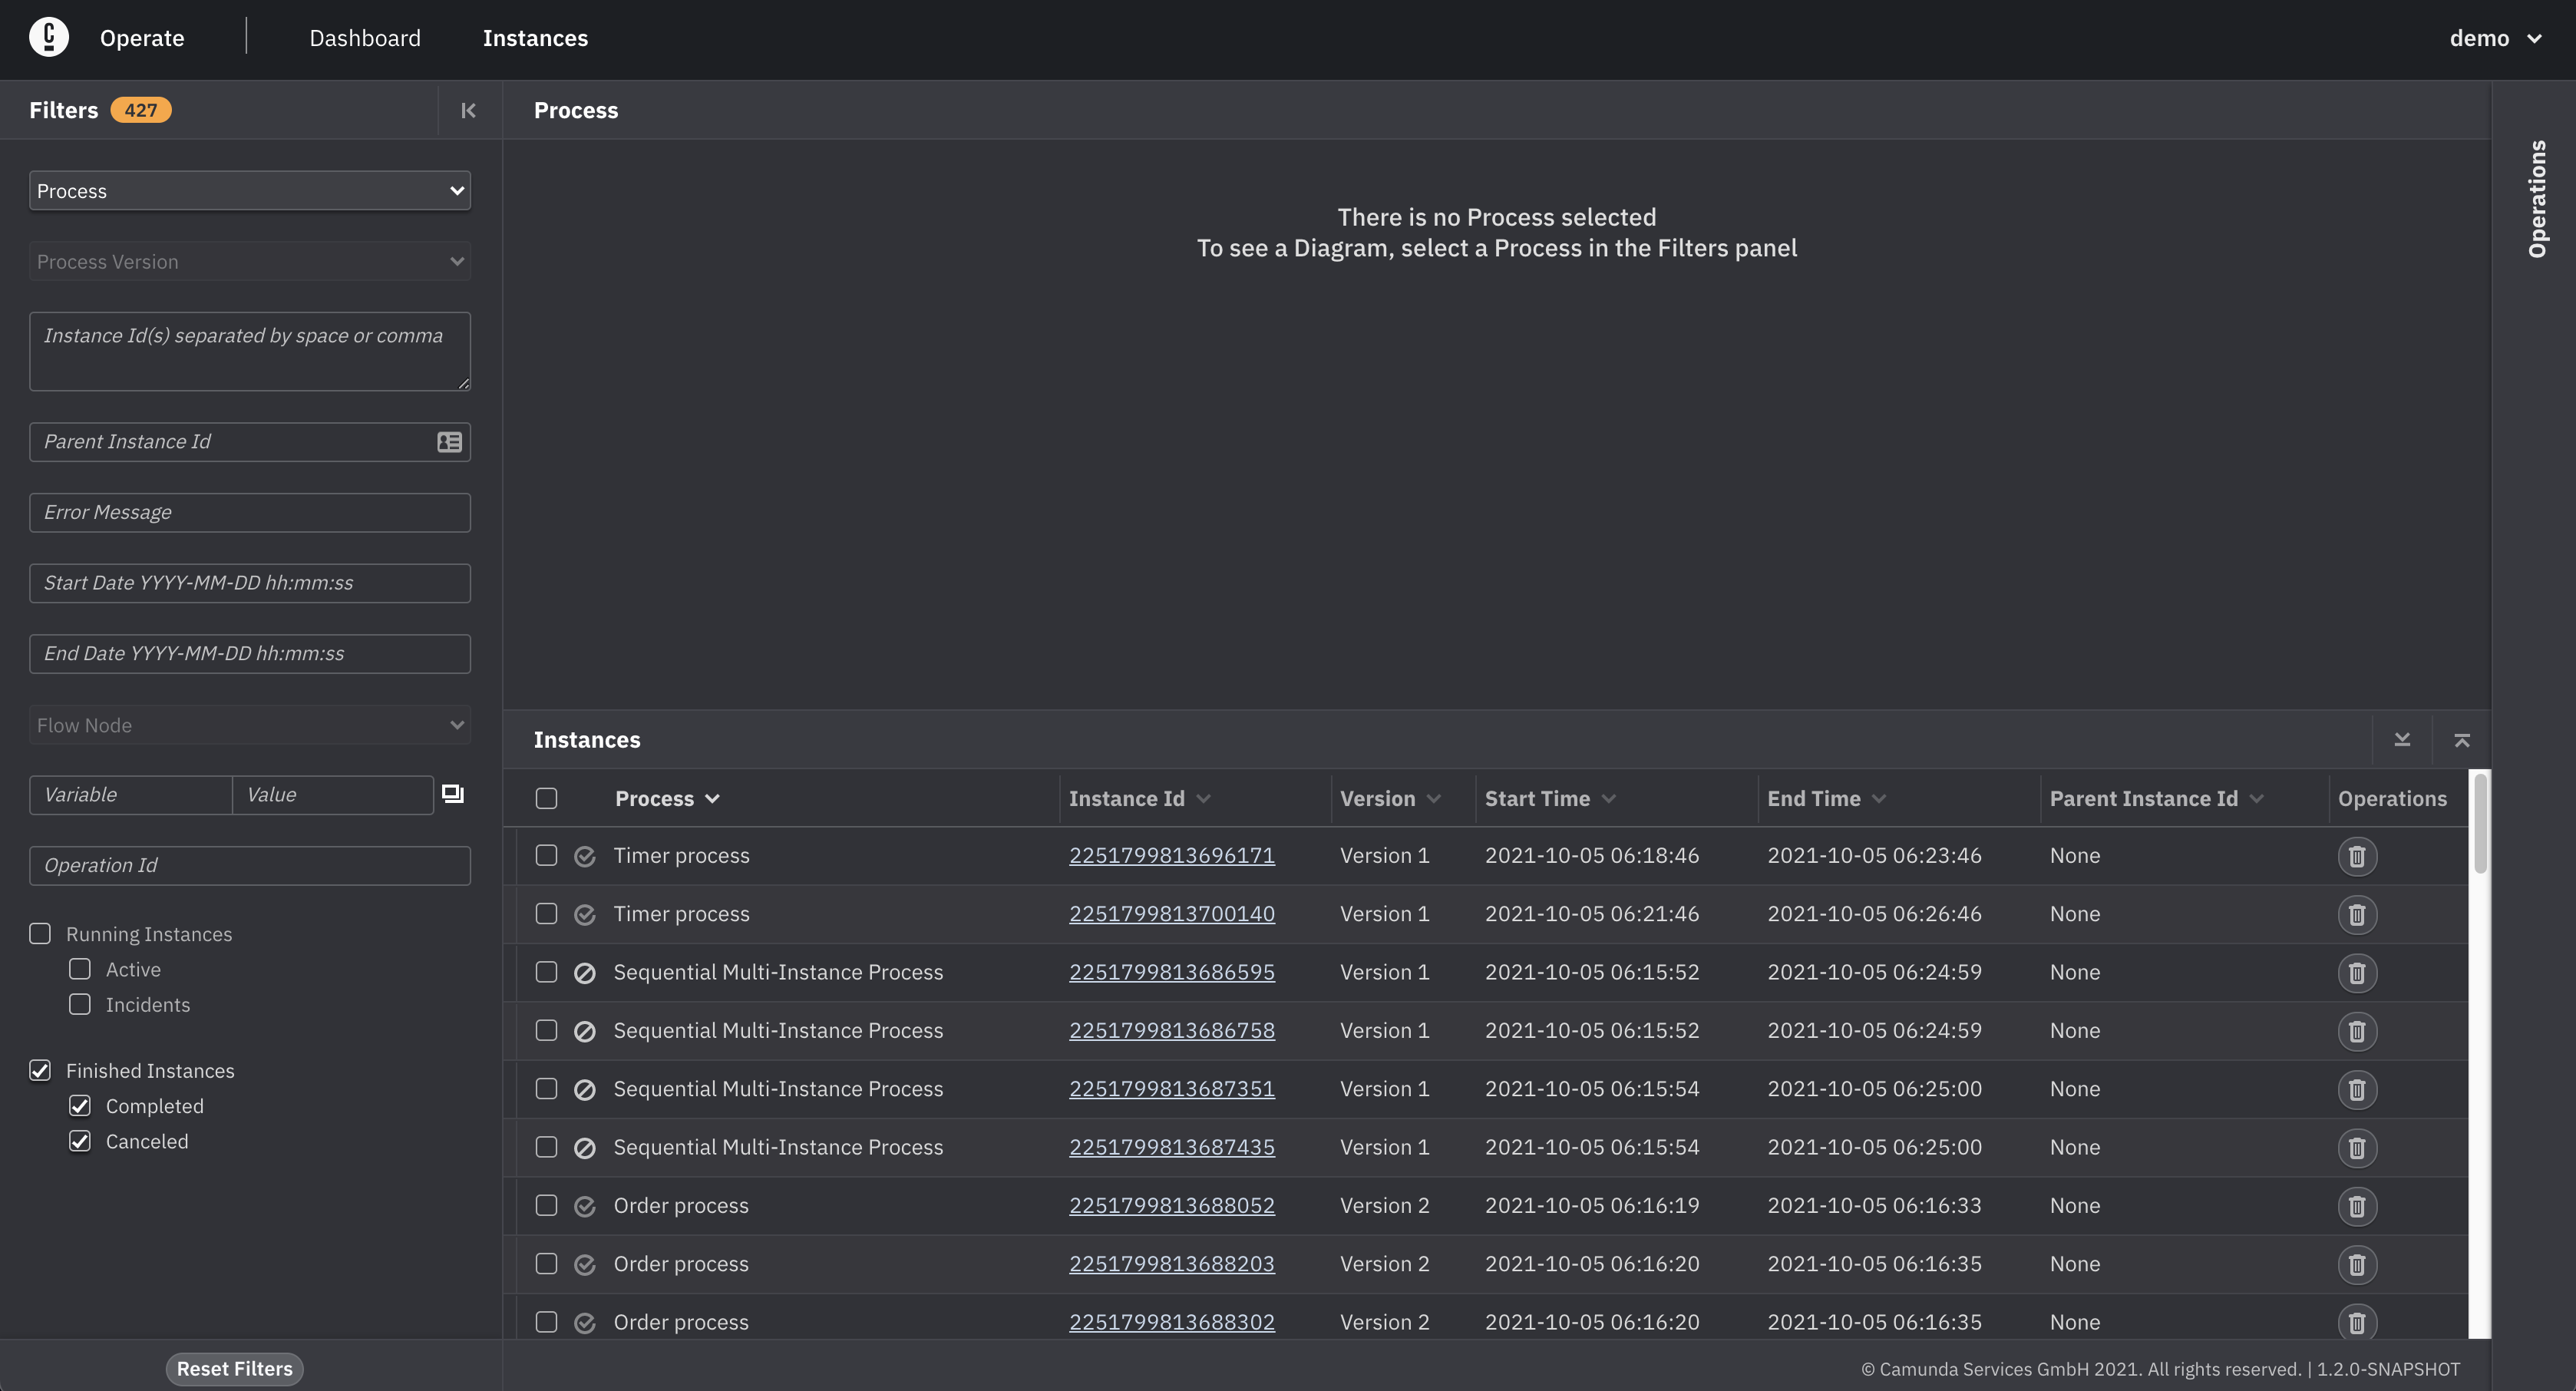 Operate
Dashboard
Instances
demo
Filters 427
Process
Process Version
Instance Id(s) separated by space or comma
Parent Instance Id
Error Message
Start Date YYYY-MM-DD hh:mm:ss
End Date YYYY-MM-DD hh:mm:ss
Flow Node
Variable Value
Operation Id
Running Instances
Active
Incidents
Finished Instances
Completed
Canceled
Reset Filters
Process
There is no Process selected
To see a Diagram, select a Process in the Filters panel
Operations
Instances
Process Instance Id Version Start Time End Time Parent Instance Id Operations
Timer process 2251799813696171 Version 1 2021-10-05 06:18:46 2021-10-05 06:23:46 None
Timer process 2251799813700140 Version 1 2021-10-05 06:21:46 2021-10-05 06:26:46 None
Sequential Multi-Instance Process 2251799813686595 Version 1 2021-10-05 06:15:52 2021-10-05 06:24:59 None
Sequential Multi-Instance Process 2251799813686758 Version 1 2021-10-05 06:15:52 2021-10-05 06:24:59 None
Sequential Multi-Instance Process 2251799813687351 Version 1 2021-10-05 06:15:54 2021-10-05 06:25:00 None
Sequential Multi-Instance Process 2251799813687435 Version 1 2021-10-05 06:15:54 2021-10-05 06:25:00 None
Order process 2251799813688052 Version 2 2021-10-05 06:16:19 2021-10-05 06:16:33 None
Order process 2251799813688203 Version 2 2021-10-05 06:16:20 2021-10-05 06:16:35 None
Order process 2251799813688302 Version 2 2021-10-05 06:16:20 2021-10-05 06:16:35 None
© Camunda Services GmbH 2021. All rights reserved. | 1.2.0-SNAPSHOT